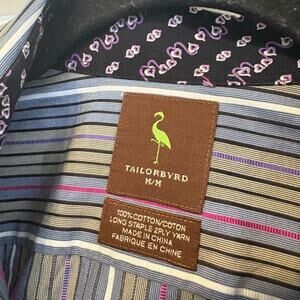 TAILORBYRD
M/M
100% COTTON/COTON
LONG STAPLE 2PLY YARN
MADE IN CHINA
FABRIQUE EN CHINE